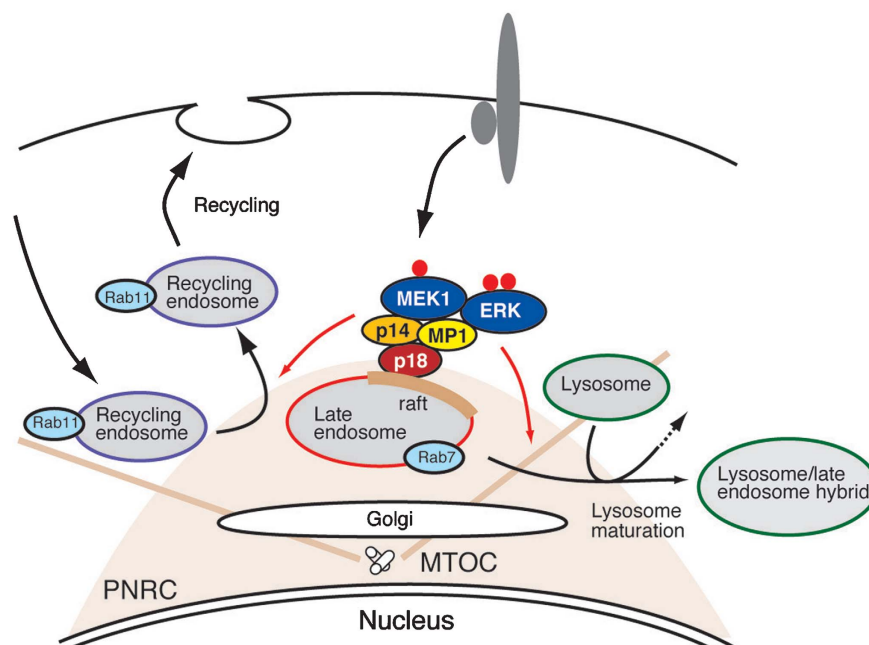 Recycling
Rab11
Recycling
endosome
MEK1
ERK
p14
MP1
p18
raft
Lysosome
Rab11
Recycling
endosome
Late
endosome
Rab7
Lysosome/late
endosome hybrid
Lysosome
maturation
Golgi
MTOC
PNRC
Nucleus